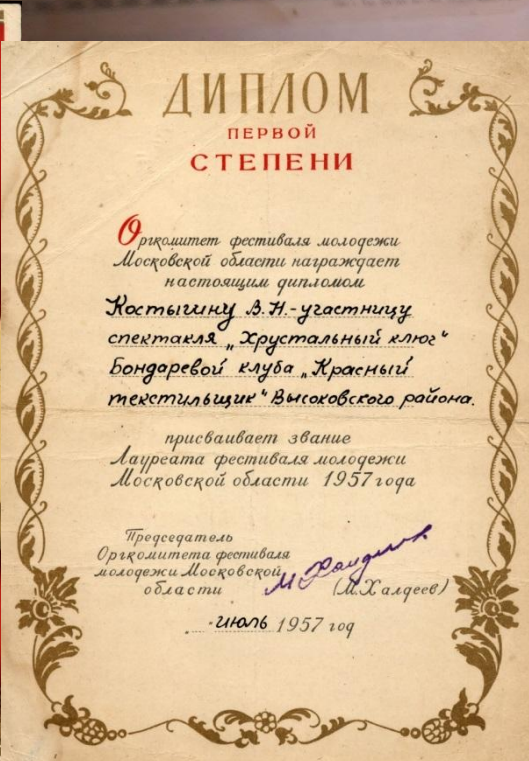 ДИПЛОМ
ПЕРВОЙ
СТЕПЕНИ
Оргкомитет фестиваля молодежи
Московской области награждает
настоящим дипломом
Костыгину В.Н.-участницу
спектакля „Хрустальный ключ"
Бондаревой клуба „Красный
текстильщик" Высоковского района.
присваивает звание
Лауреата фестиваля молодежи
Московской области 1957 года
Председатель
Оргкомитета фестиваля
молодежи Московской
области (М.Халдеев)
июль 1957 год